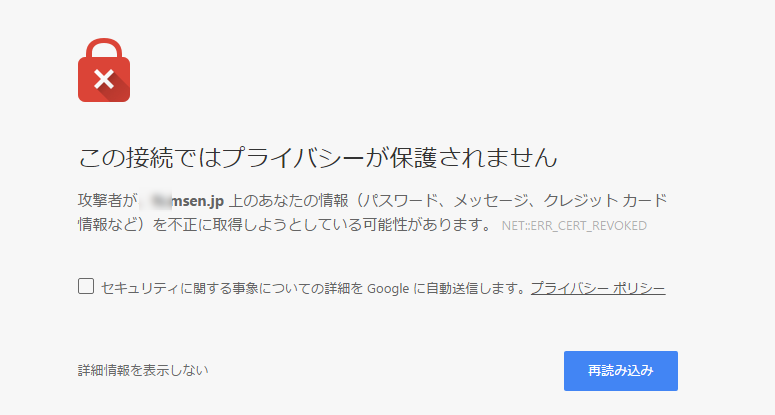 この接続ではプライバシーが保護されません
攻撃者が msen.jp 上のあなたの情報（パスワード、メッセージ、クレジット カード
情報など）を不正に取得しようとしている可能性があります。 NET::ERR_CERT_REVOKED
セキュリティに関する事象についての詳細を Google に自動送信します。プライバシー ポリシー
詳細情報を表示しない
再読み込み